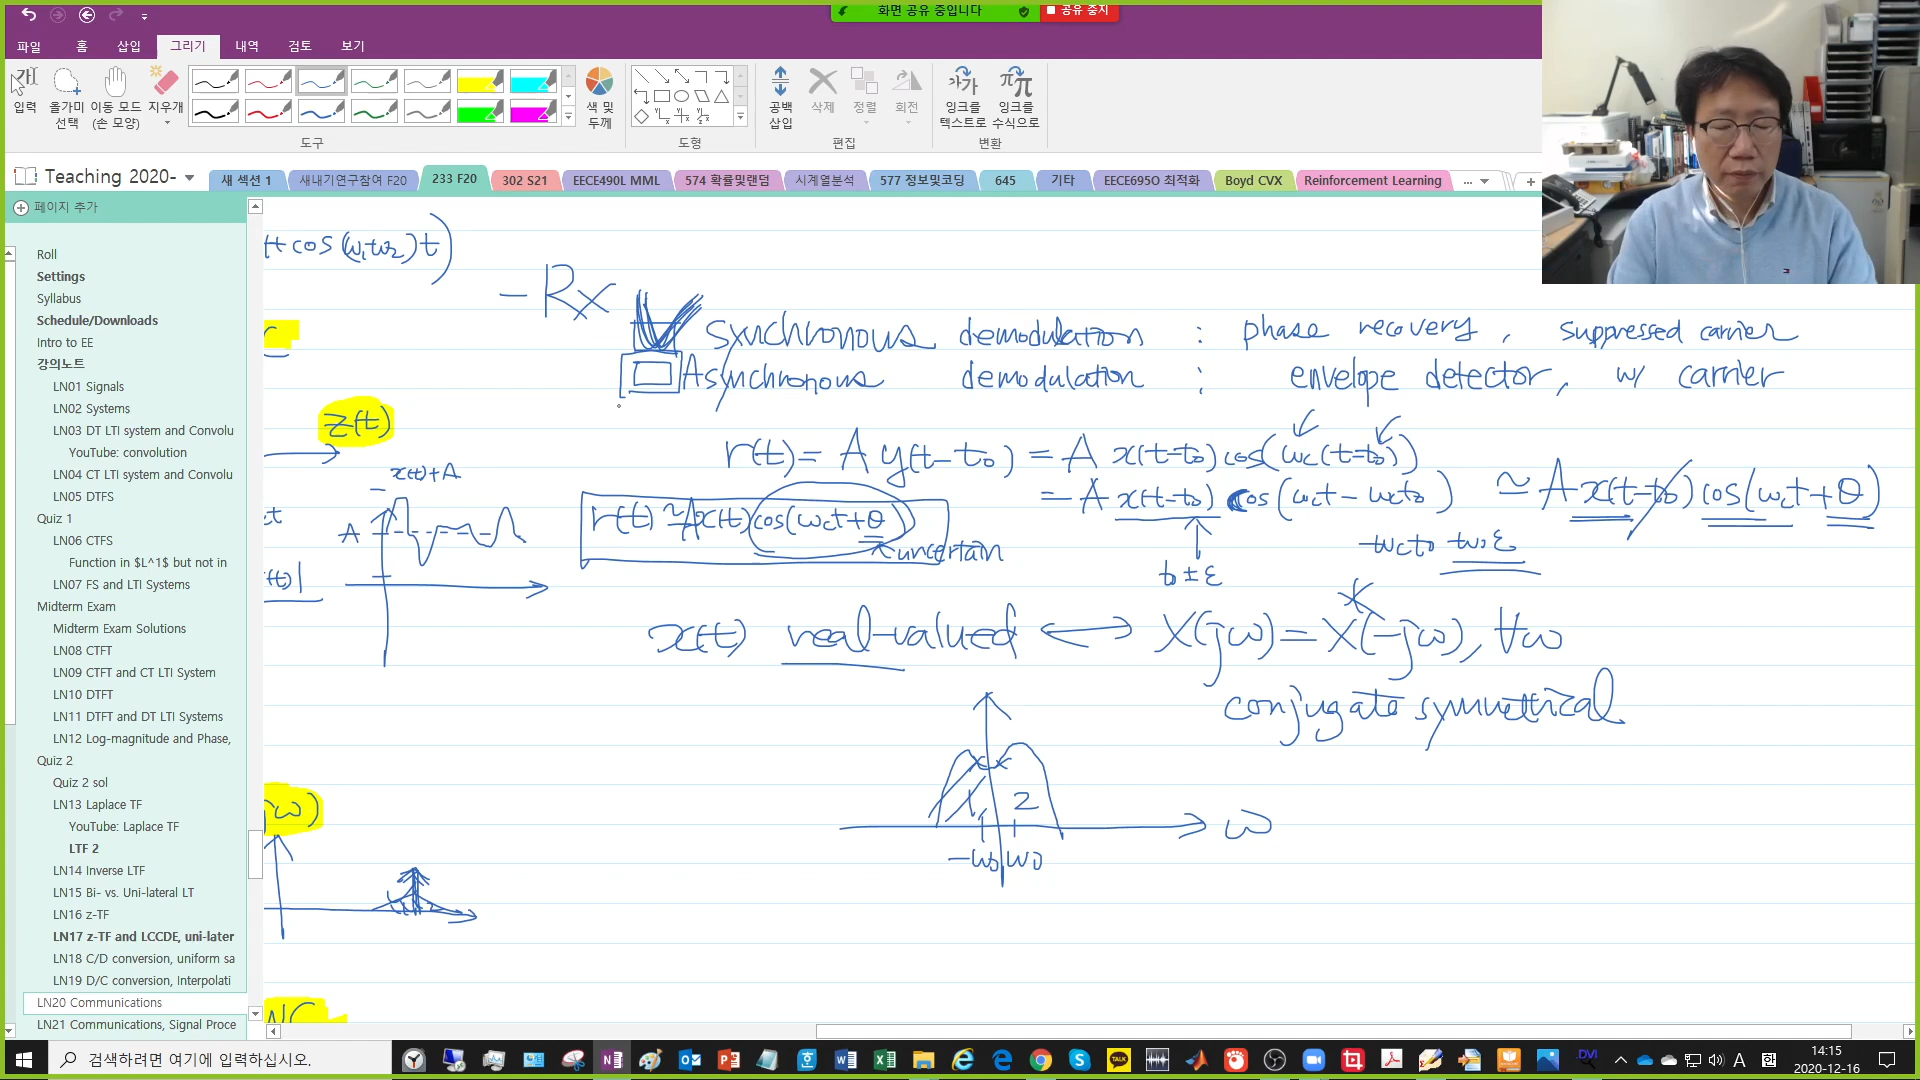 화면 공유 중입니다
공유 중지
파일 홈 삽입 그리기 내역 검토 보기
입력
올가미 선택
이동 모드 (손 모양)
지우개
색 및 두께
공백 삽입
삭제
정렬
회전
잉크를 텍스트로
잉크를 수식으로
도구
도형
편집
변환
Teaching 2020-
새 섹션 1
새내기연구참여 F20
233 F20
302 S21
EECE490L MML
574 확률및랜덤
시계열분석
577 정보및코딩
645
기타
EECE695O 최적화
Boyd CVX
Reinforcement Learning
...
페이지 추가
Roll
Settings
Syllabus
Schedule/Downloads
Intro to EE
강의노트
LN01 Signals
LN02 Systems
LN03 DT LTI system and Convolu
YouTube: convolution
LN04 CT LTI system and Convolu
LN05 DTFS
Quiz 1
LN06 CTFS
Function in $L^1$ but not in
LN07 FS and LTI Systems
Midterm Exam
Midterm Exam Solutions
LN08 CTFT
LN09 CTFT and CT LTI System
LN10 DTFT
LN11 DTFT and DT LTI Systems
LN12 Log-magnitude and Phase,
Quiz 2
Quiz 2 sol
LN13 Laplace TF
YouTube: Laplace TF
LTF 2
LN14 Inverse LTF
LN15 Bi- vs. Uni-lateral LT
LN16 z-TF
LN17 z-TF and LCCDE, uni-later
LN18 C/D conversion, uniform sa
LN19 D/C conversion, Interpolati
LN20 Communications
LN21 Communications, Signal Proce
- Rx
Synchronous demodulation : phase recovery, suppressed carrier
Asynchronous demodulation : envelope detector, w/ carrier
z(t)
x(t)+A
A
r(t) = A y(t-t₀) = A x(t-t₀) cos(ωc(t-t₀))
= A x(t-t₀) cos(ωct - ωct₀) ≃ A x(t-t₀) cos(ωct+θ)
r(t) ≈ Ax(t) cos(ωct+θ)
uncertain
x(t) real-valued ⟷ X(jω) = X*(-jω), ∀ω
conjugate symmetrical
1 2
-ω₀ ω₀
ω
검색하려면 여기에 입력하십시오.
14:15
2020-12-16